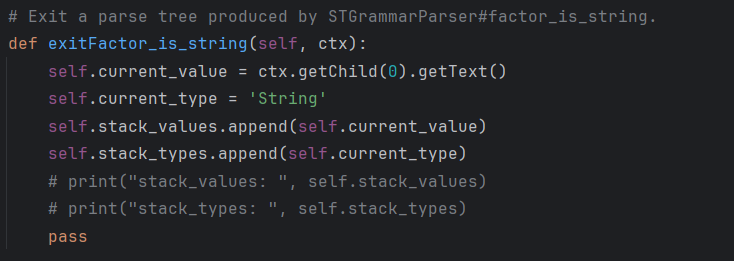 # Exit a parse tree produced by STGrammarParser#factor_is_string.
def exitFactor_is_string(self, ctx):
    self.current_value = ctx.getChild(0).getText()
    self.current_type = 'String'
    self.stack_values.append(self.current_value)
    self.stack_types.append(self.current_type)
    # print("stack_values: ", self.stack_values)
    # print("stack_types: ", self.stack_types)
    pass